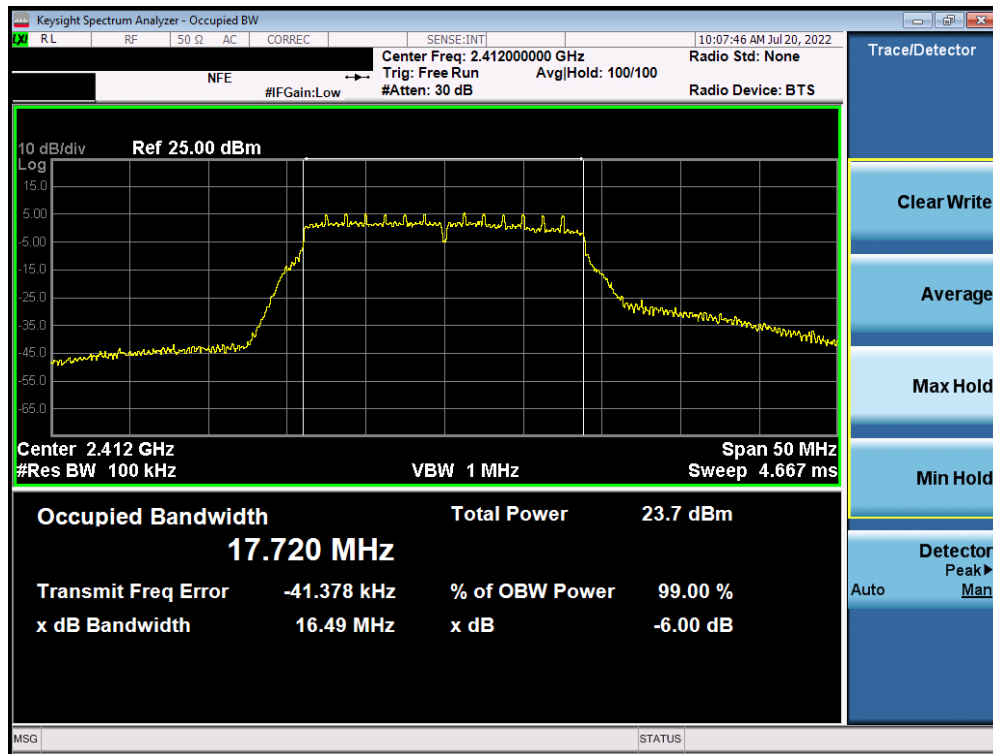 Keysight Spectrum Analyzer - Occupied BW
LXI RL RF 50 Ω AC CORREC SENSE:INT 10:07:46 AM Jul 20, 2022
Center Freq: 2.412000000 GHz Radio Std: None
NFE Trig: Free Run Avg|Hold: 100/100
#IFGain:Low #Atten: 30 dB Radio Device: BTS
10 dB/div Ref 25.00 dBm
Log
15.0
5.00
-5.00
-15.0
-25.0
-35.0
-45.0
-55.0
-65.0
Center 2.412 GHz Span 50 MHz
#Res BW 100 kHz VBW 1 MHz Sweep 4.667 ms
Occupied Bandwidth Total Power 23.7 dBm
17.720 MHz
Transmit Freq Error -41.378 kHz % of OBW Power 99.00 %
x dB Bandwidth 16.49 MHz x dB -6.00 dB
Trace/Detector
Clear Write
Average
Max Hold
Min Hold
Detector
Peak▶
Auto Man
MSG STATUS